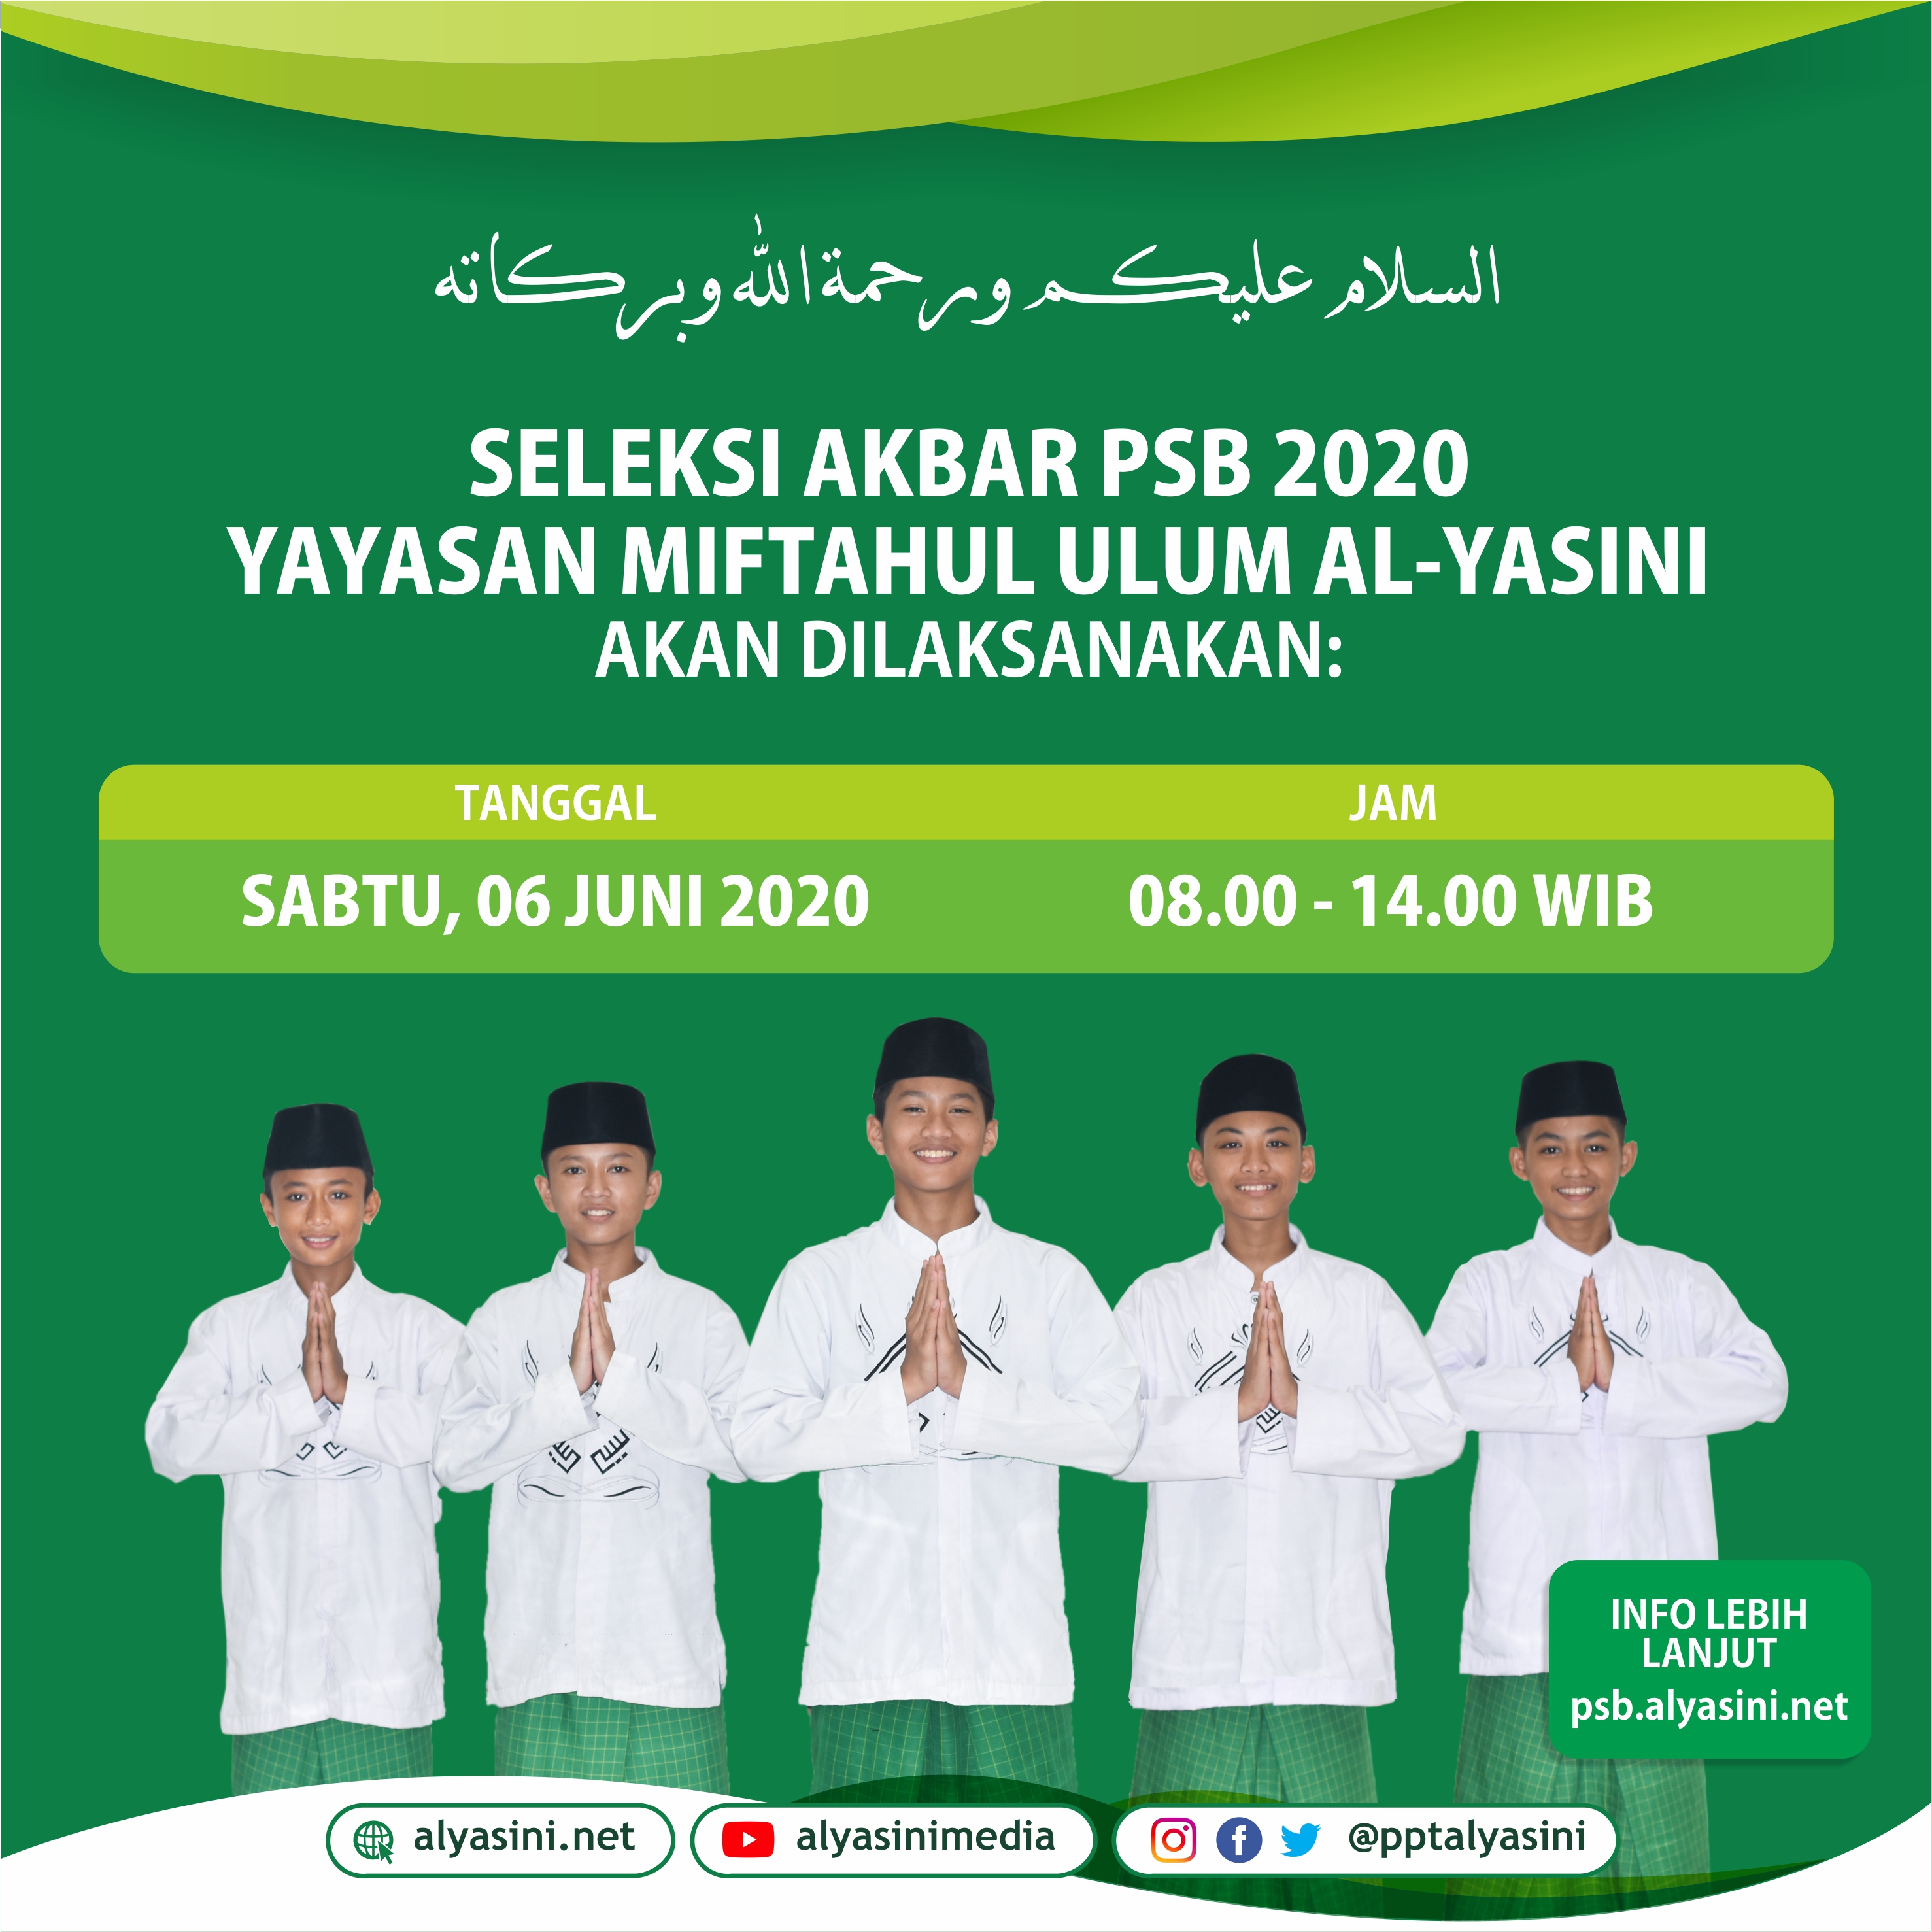 السلام عليكم ورحمة الله وبركاته
SELEKSI AKBAR PSB 2020
YAYASAN MIFTAHUL ULUM AL-YASINI
AKAN DILAKSANAKAN:
TANGGAL JAM
SABTU, 06 JUNI 2020 08.00 - 14.00 WIB
INFO LEBIH
LANJUT
psb.alyasini.net
alyasini.net alyasinimedia @pptalyasini